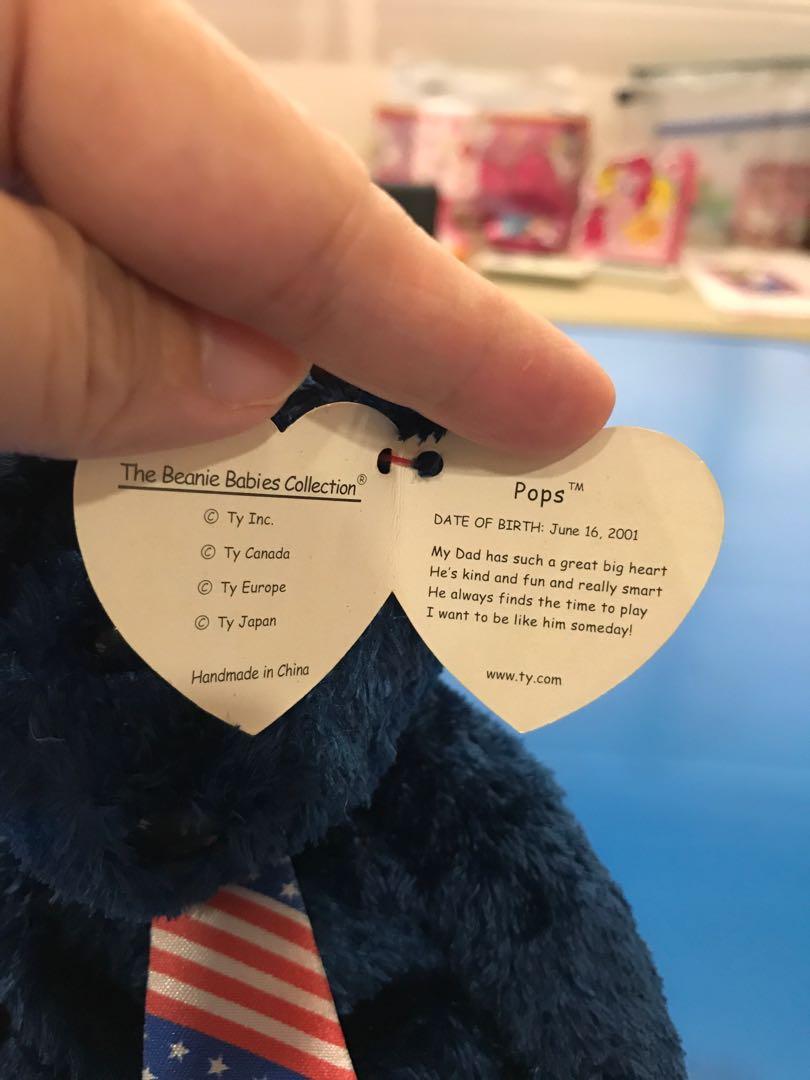 The Beanie Babies Collection®
© Ty Inc.
© Ty Canada
© Ty Europe
© Ty Japan
Handmade in China
Pops™
DATE OF BIRTH: June 16, 2001
My Dad has such a great big heart
He's kind and fun and really smart
He always finds the time to play
I want to be like him someday!
www.ty.com